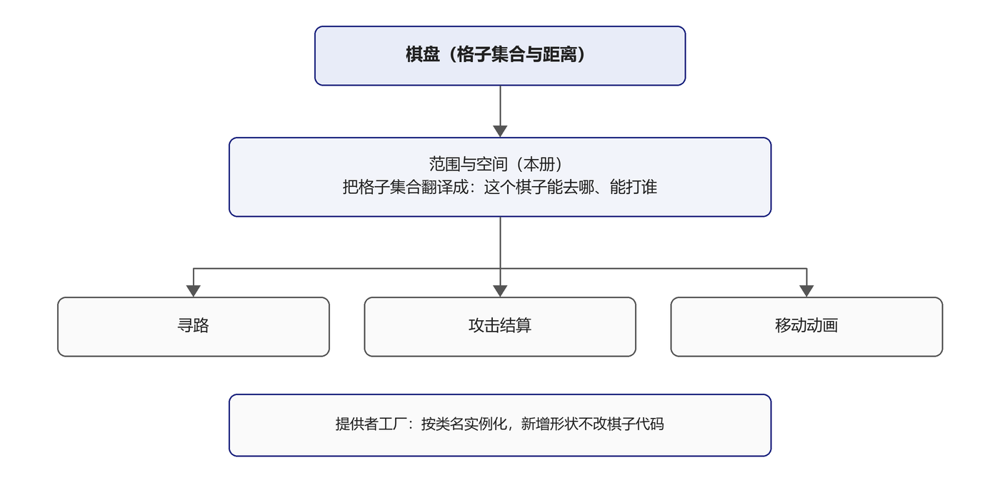 棋盘（格子集合与距离）
范围与空间（本册）
把格子集合翻译成：这个棋子能去哪、能打谁
寻路
攻击结算
移动动画
提供者工厂：按类名实例化，新增形状不改棋子代码